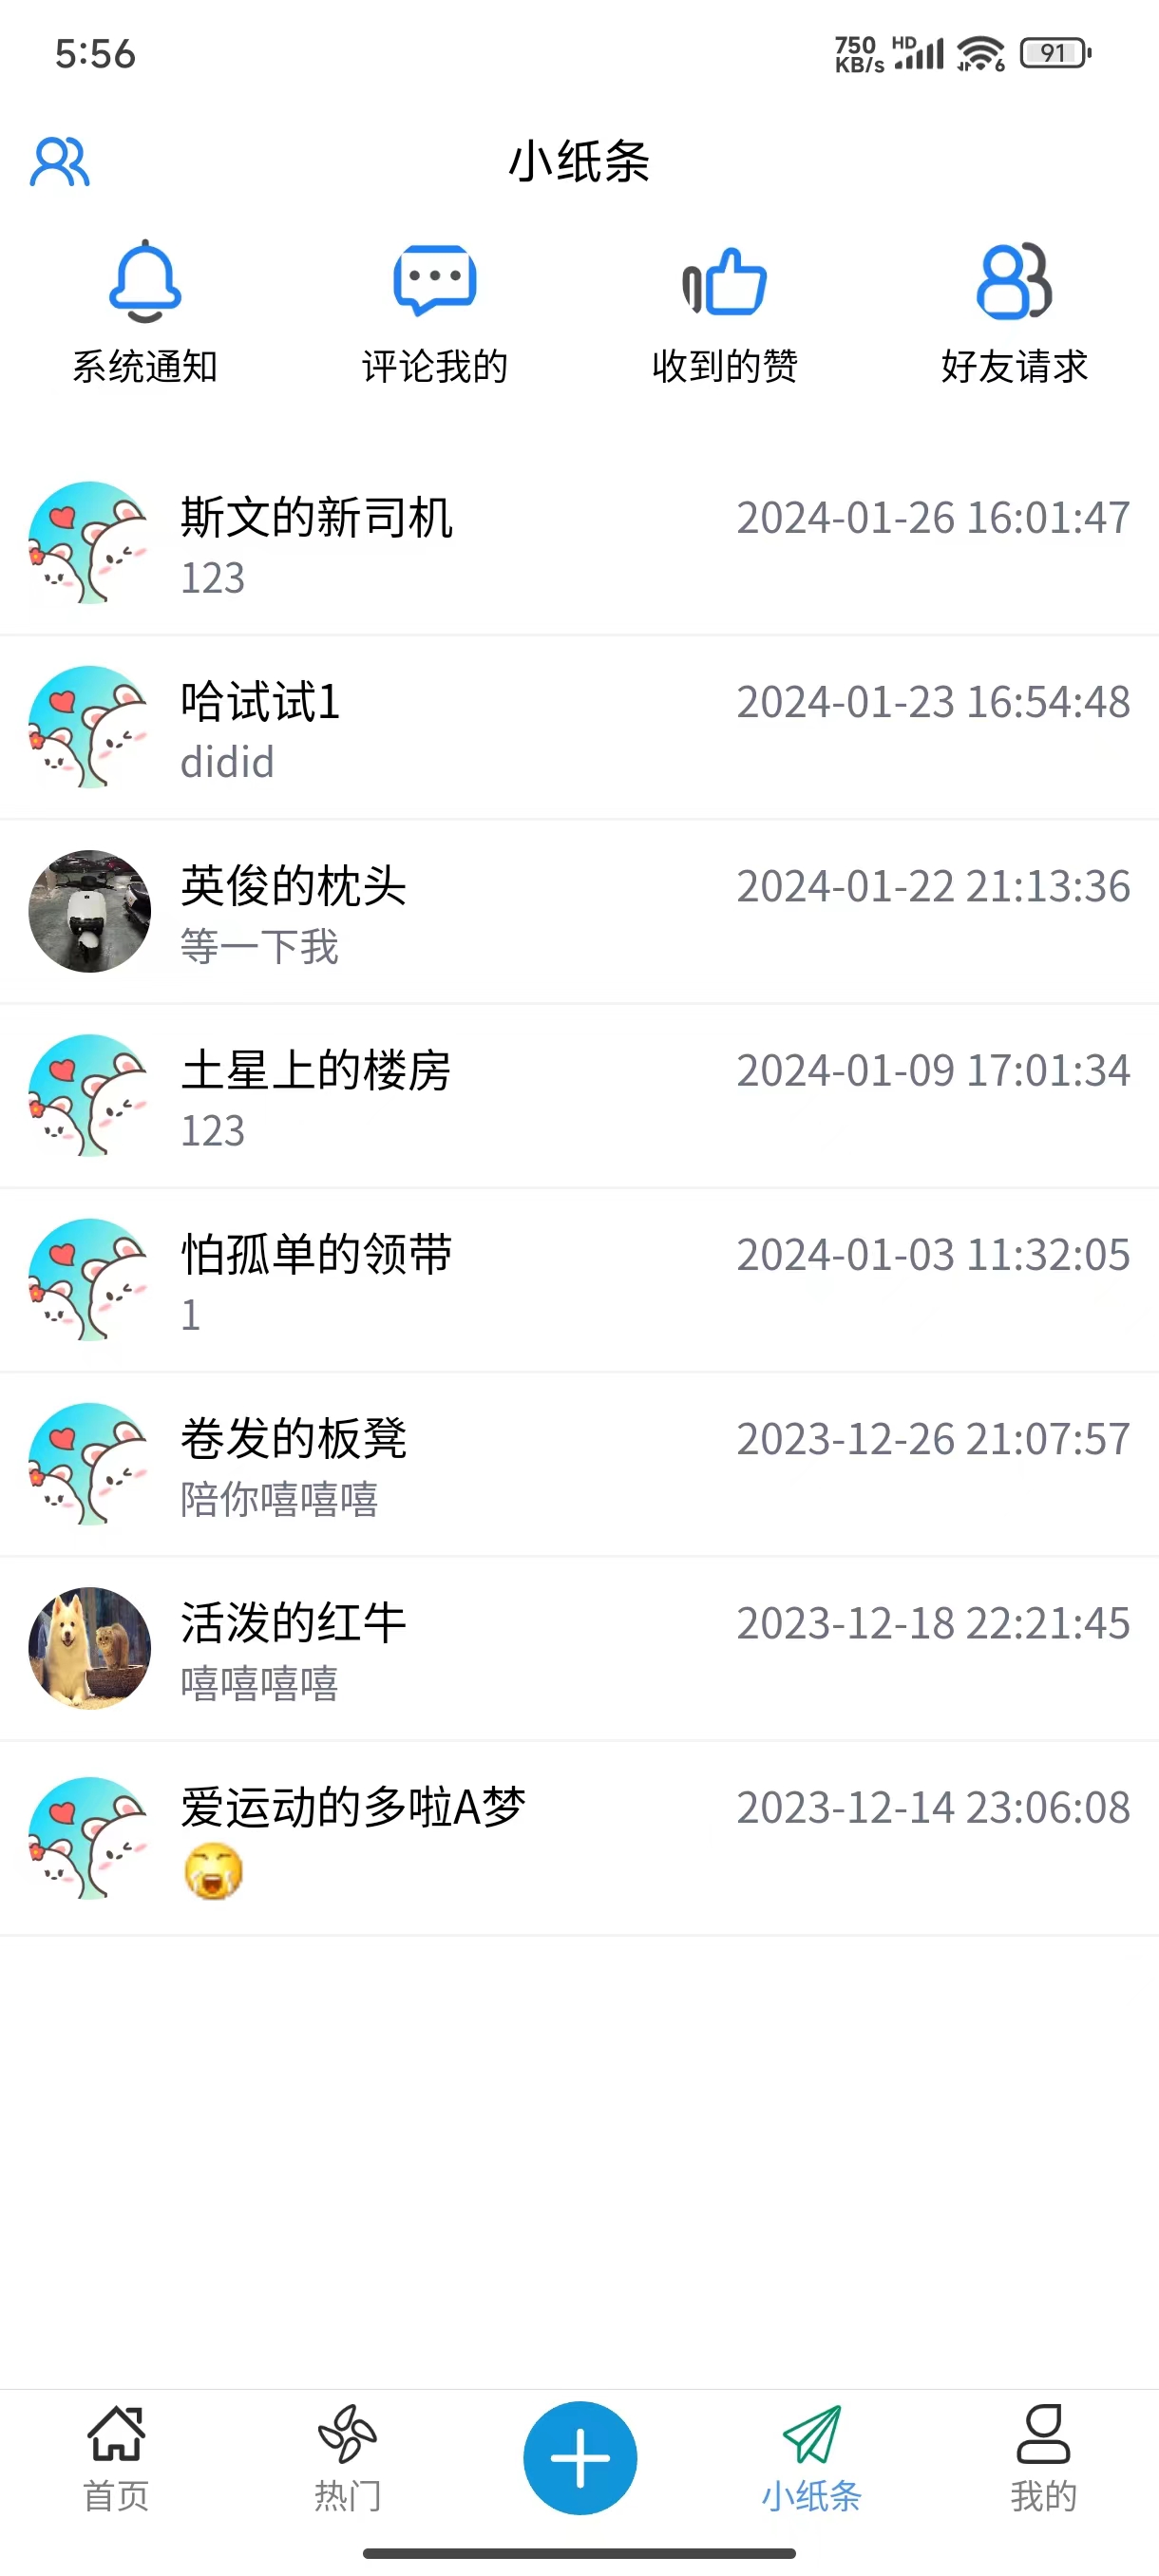 5:56
750 KB/s HD 6 91
小纸条
系统通知 评论我的 收到的赞 好友请求
斯文的新司机 2024-01-26 16:01:47
123
哈试试1 2024-01-23 16:54:48
didid
英俊的枕头 2024-01-22 21:13:36
等一下我
土星上的楼房 2024-01-09 17:01:34
123
怕孤单的领带 2024-01-03 11:32:05
1
卷发的板凳 2023-12-26 21:07:57
陪你嘻嘻嘻
活泼的红牛 2023-12-18 22:21:45
嘻嘻嘻嘻
爱运动的多啦A梦 2023-12-14 23:06:08
首页 热门 小纸条 我的